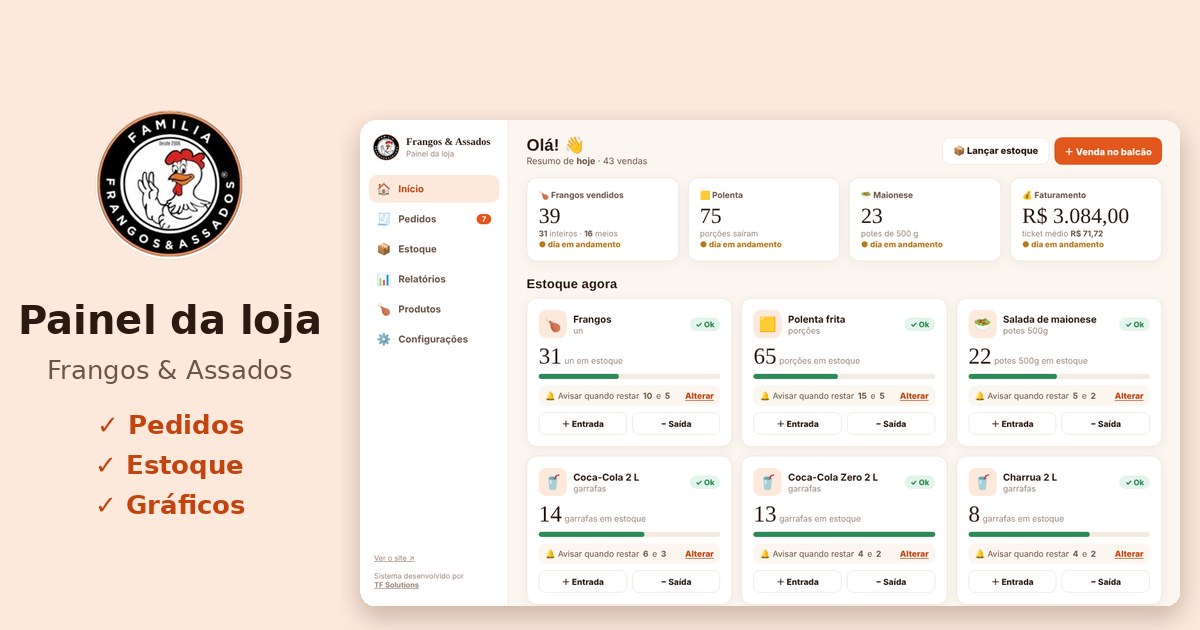 FAMILIA
Desde 2006
FRANGOS & ASSADOS
®
Painel da loja
Frangos & Assados
✓ Pedidos
✓ Estoque
✓ Gráficos
Frangos & Assados
Painel da loja
Início
Pedidos 7
Estoque
Relatórios
Produtos
Configurações
Ver o site ↗
Sistema desenvolvido por
TF Solutions
Olá! 👋
Resumo de hoje · 43 vendas
📦 Lançar estoque
+ Venda no balcão
🍗 Frangos vendidos
39
31 inteiros · 16 meios
● dia em andamento
🟨 Polenta
75
porções saíram
● dia em andamento
🥗 Maionese
23
potes de 500 g
● dia em andamento
💰 Faturamento
R$ 3.084,00
ticket médio R$ 71,72
● dia em andamento
Estoque agora
Frangos
un
✓ Ok
31 un em estoque
🔔 Avisar quando restar 10 e 5 Alterar
+ Entrada
− Saída
Polenta frita
porções
✓ Ok
65 porções em estoque
🔔 Avisar quando restar 15 e 5 Alterar
+ Entrada
− Saída
Salada de maionese
potes 500g
✓ Ok
22 potes 500g em estoque
🔔 Avisar quando restar 5 e 2 Alterar
+ Entrada
− Saída
Coca-Cola 2 L
garrafas
✓ Ok
14 garrafas em estoque
🔔 Avisar quando restar 6 e 3 Alterar
+ Entrada
− Saída
Coca-Cola Zero 2 L
garrafas
✓ Ok
13 garrafas em estoque
🔔 Avisar quando restar 4 e 2 Alterar
+ Entrada
− Saída
Charrua 2 L
garrafas
✓ Ok
8 garrafas em estoque
🔔 Avisar quando restar 4 e 2 Alterar
+ Entrada
− Saída